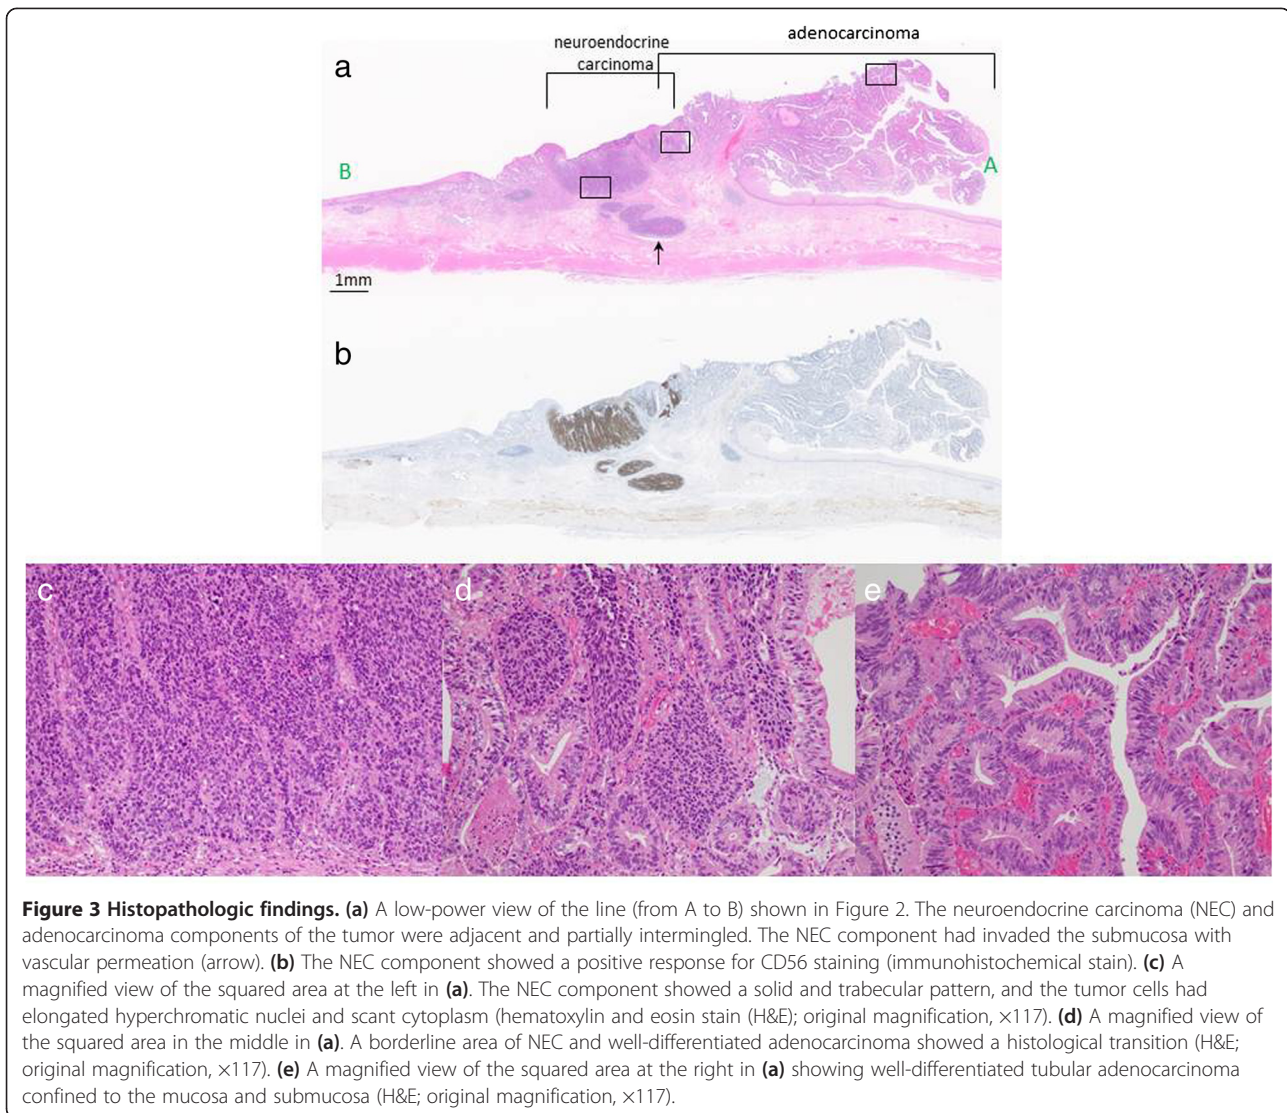 adenocarcinoma
neuroendocrine
carcinoma
a
B
A
1mm
b
c
d
e
Figure 3 Histopathologic findings. (a) A low-power view of the line (from A to B) shown in Figure 2. The neuroendocrine carcinoma (NEC) and
adenocarcinoma components of the tumor were adjacent and partially intermingled. The NEC component had invaded the submucosa with
vascular permeation (arrow). (b) The NEC component showed a positive response for CD56 staining (immunohistochemical stain). (c) A
magnified view of the squared area at the left in (a). The NEC component showed a solid and trabecular pattern, and the tumor cells had
elongated hyperchromatic nuclei and scant cytoplasm (hematoxylin and eosin stain (H&E); original magnification, ×117). (d) A magnified view of
the squared area in the middle in (a). A borderline area of NEC and well-differentiated adenocarcinoma showed a histological transition (H&E;
original magnification, ×117). (e) A magnified view of the squared area at the right in (a) showing well-differentiated tubular adenocarcinoma
confined to the mucosa and submucosa (H&E; original magnification, ×117).